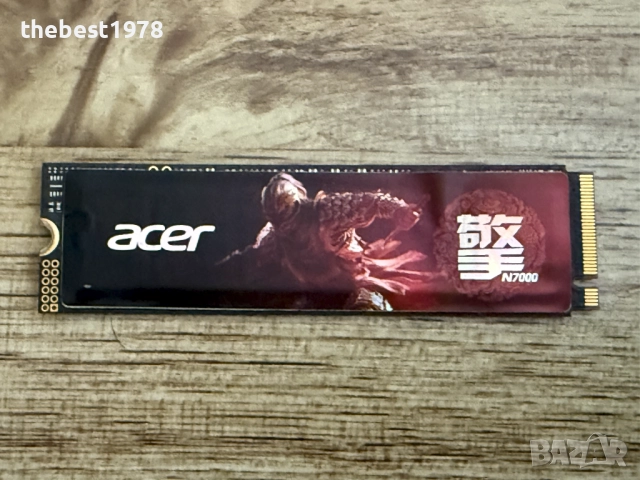 thebest1978
acer
擎
N7000
BAZAR